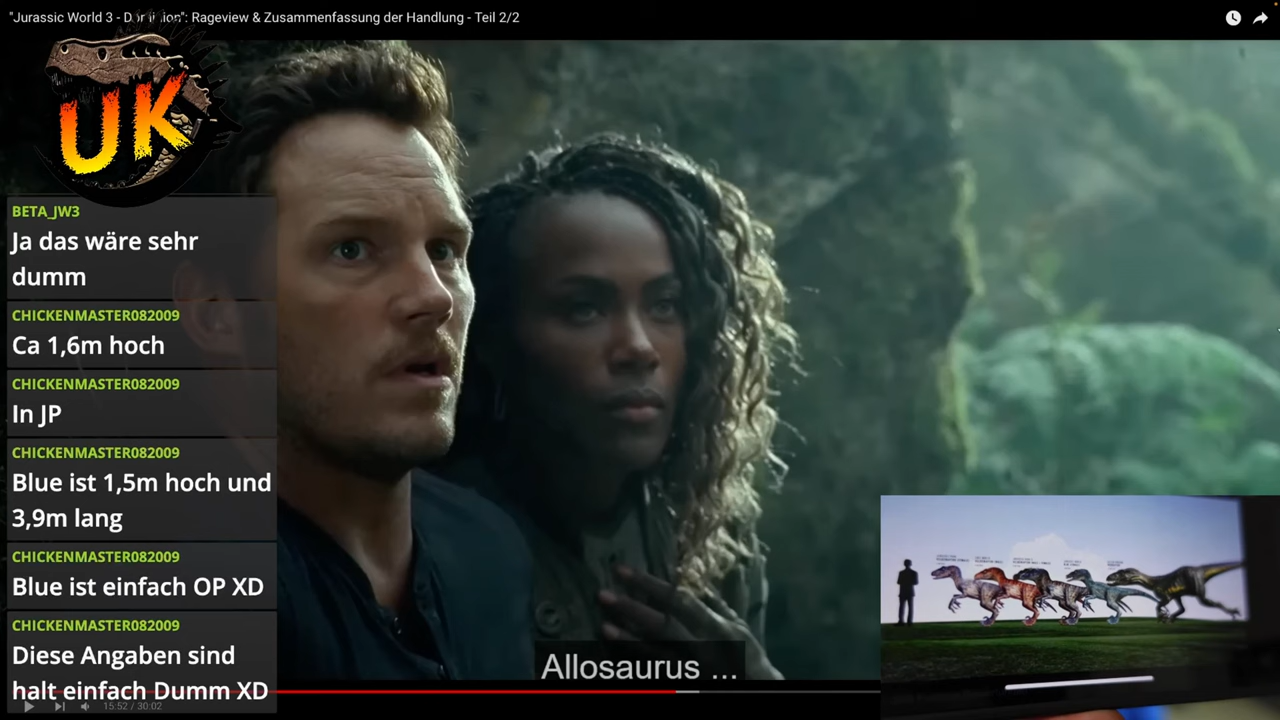 "Jurassic World 3 - Dominion": Rageview & Zusammenfassung der Handlung - Teil 2/2
UK
BETA_JW3
Ja das wäre sehr
dumm
CHICKENMASTER082009
Ca 1,6m hoch
CHICKENMASTER082009
In JP
CHICKENMASTER082009
Blue ist 1,5m hoch und
3,9m lang
CHICKENMASTER082009
Blue ist einfach OP XD
CHICKENMASTER082009
Diese Angaben sind
halt einfach Dumm XD
Allosaurus ...
15:52 / 30:02